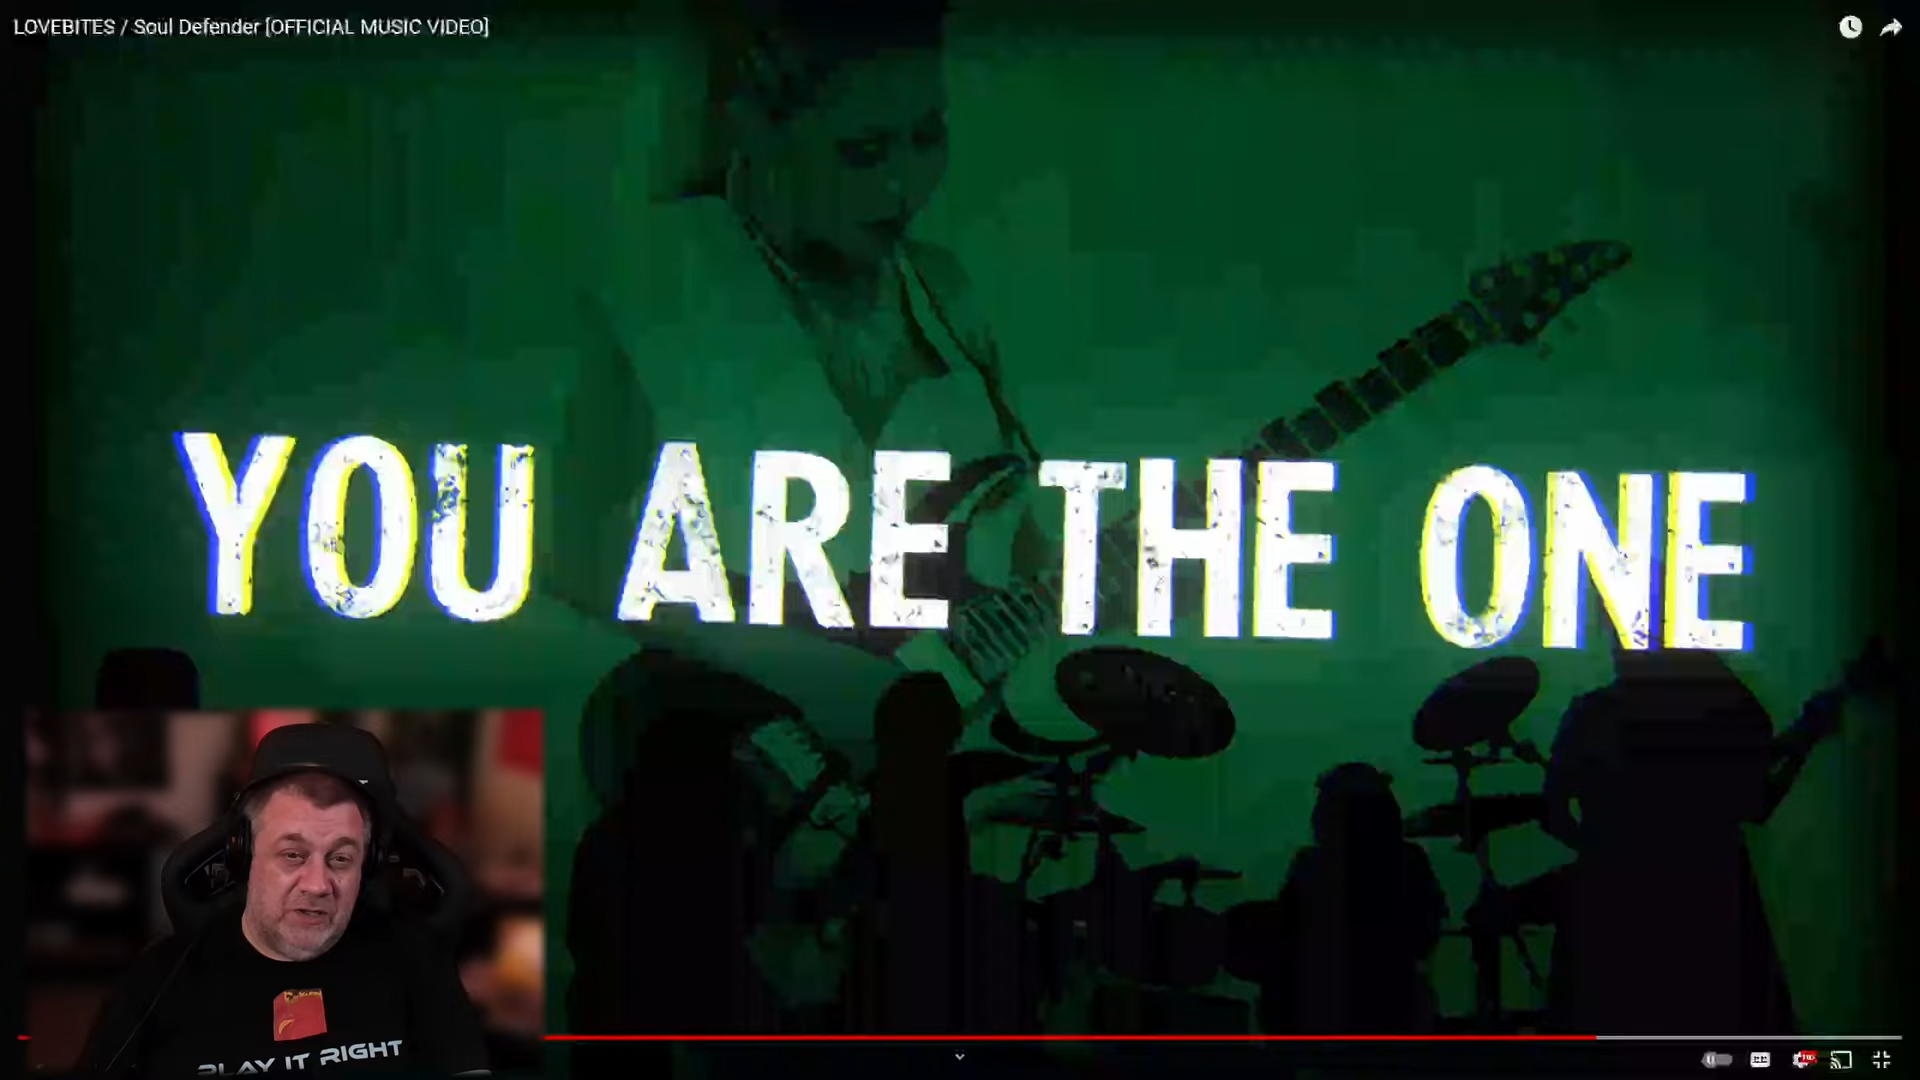 LOVEBITES / Soul Defender [OFFICIAL MUSIC VIDEO]
YOU ARE THE ONE
PLAY IT RIGHT